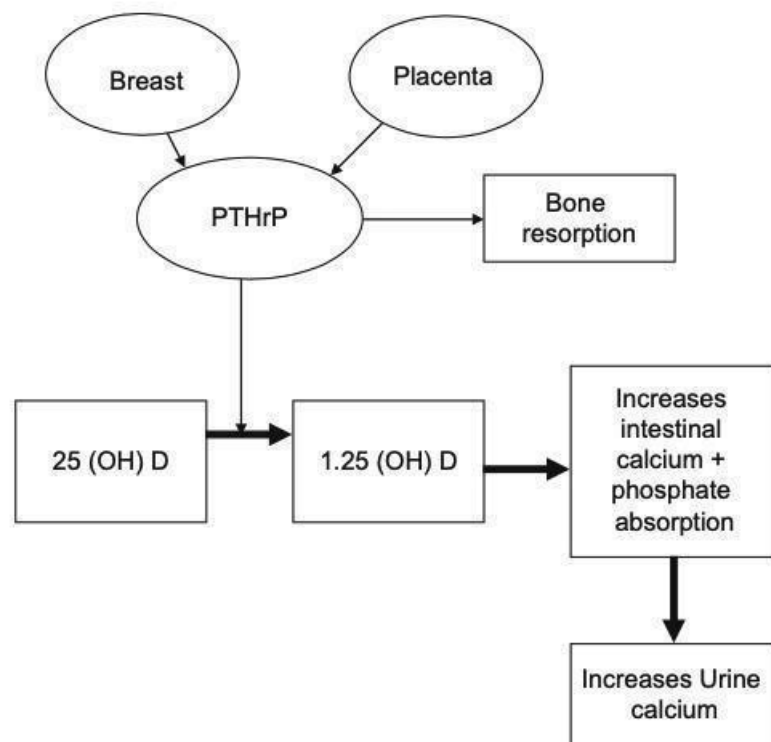 Breast
Placenta
PTHrP
Bone
resorption
25 (OH) D
1.25 (OH) D
Increases
intestinal
calcium +
phosphate
absorption
Increases Urine
calcium